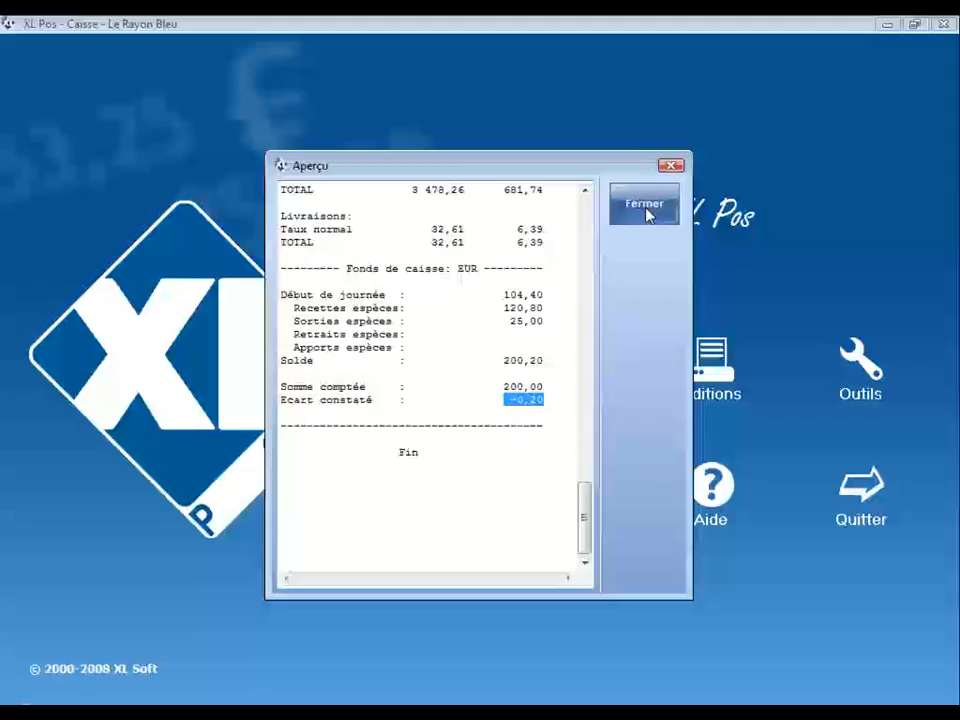 XL Pos - Caisse - Le Rayon Bleu
Aperçu
TOTAL 3 478,26 681,74
Livraisons:
Taux normal 32,61 6,39
TOTAL 32,61 6,39
--------- Fonds de caisse: EUR ---------
Début de journée : 104,40
Recettes espèces: 120,80
Sorties espèces : 25,00
Retraits espèces:
Apports espèces :
Solde : 200,20
Somme comptée : 200,00
Ecart constaté : -0,20
----------------------------------------
Fin
Fermer
Pos
XL
P
ditions
Outils
?
Aide
Quitter
© 2000-2008 XL Soft